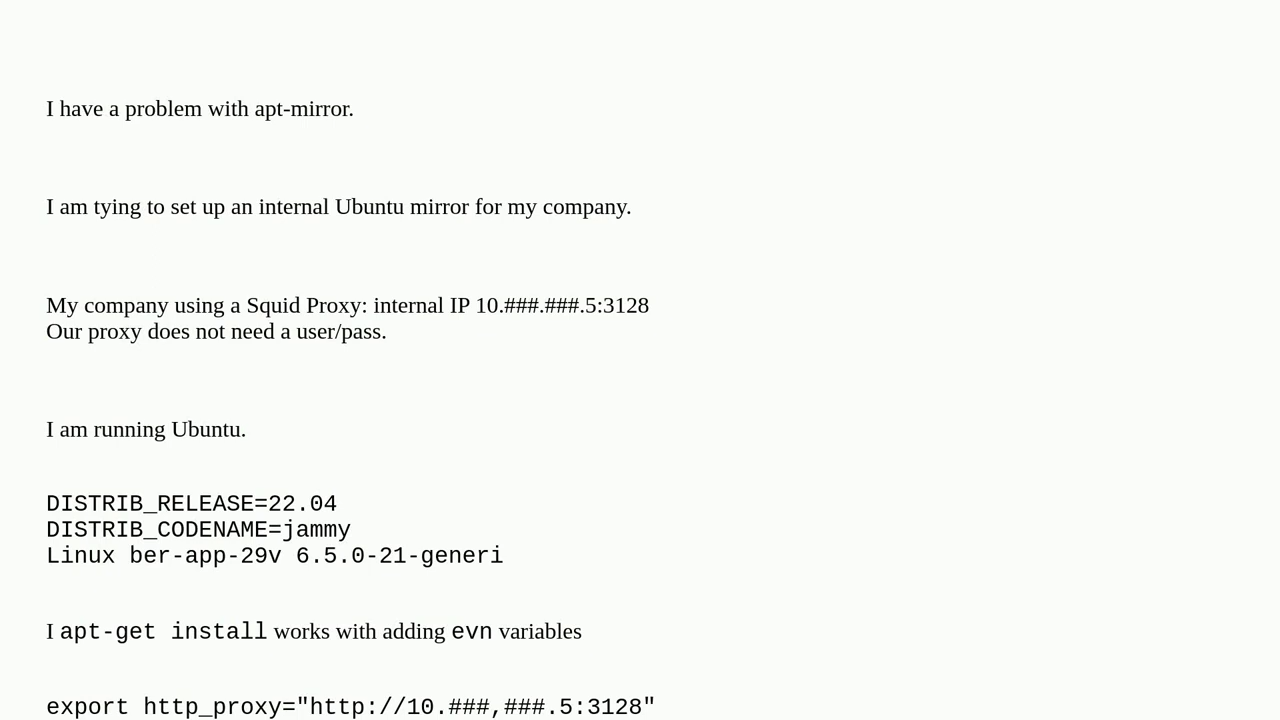 I have a problem with apt-mirror.
I am tying to set up an internal Ubuntu mirror for my company.
My company using a Squid Proxy: internal IP 10.###.###.5:3128
Our proxy does not need a user/pass.
I am running Ubuntu.
DISTRIB_RELEASE=22.04
DISTRIB_CODENAME=jammy
Linux ber-app-29v 6.5.0-21-generi
I apt-get install works with adding evn variables
export http_proxy="http://10.###,###.5:3128"